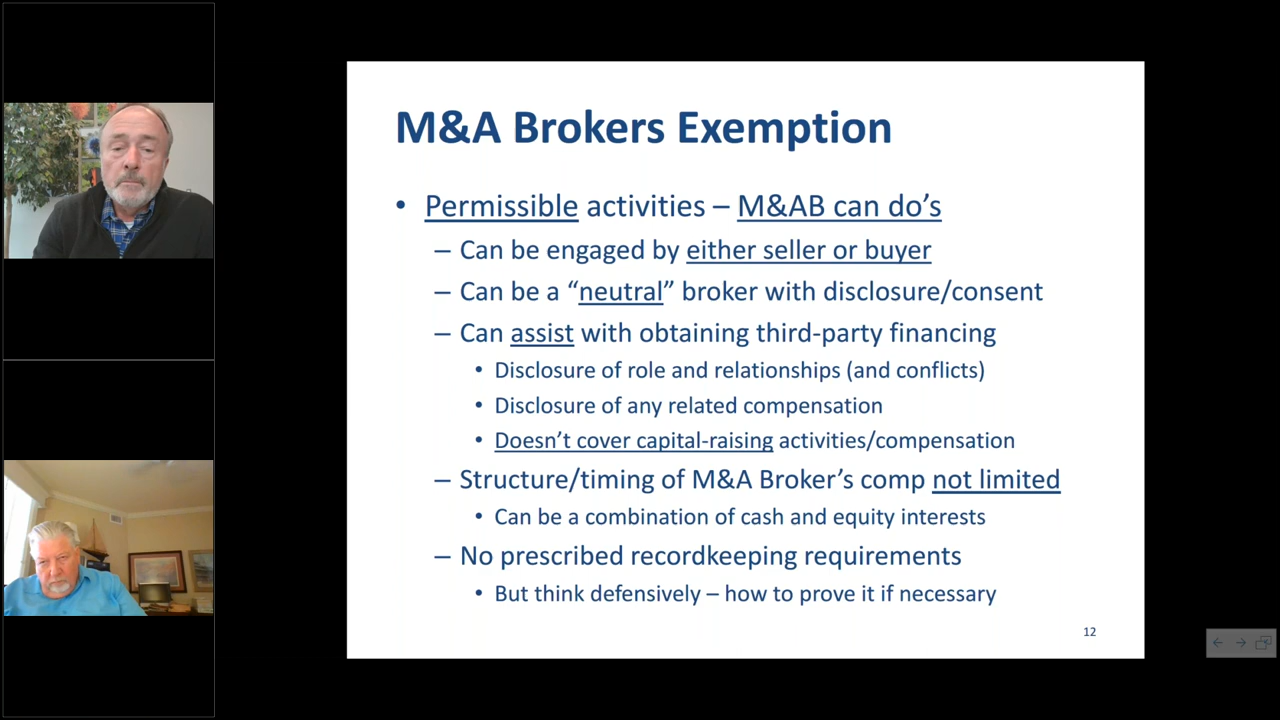 M&A Brokers Exemption
• Permissible activities – M&AB can do’s
– Can be engaged by either seller or buyer
– Can be a “neutral” broker with disclosure/consent
– Can assist with obtaining third-party financing
• Disclosure of role and relationships (and conflicts)
• Disclosure of any related compensation
• Doesn’t cover capital-raising activities/compensation
– Structure/timing of M&A Broker’s comp not limited
• Can be a combination of cash and equity interests
– No prescribed recordkeeping requirements
• But think defensively – how to prove it if necessary
12